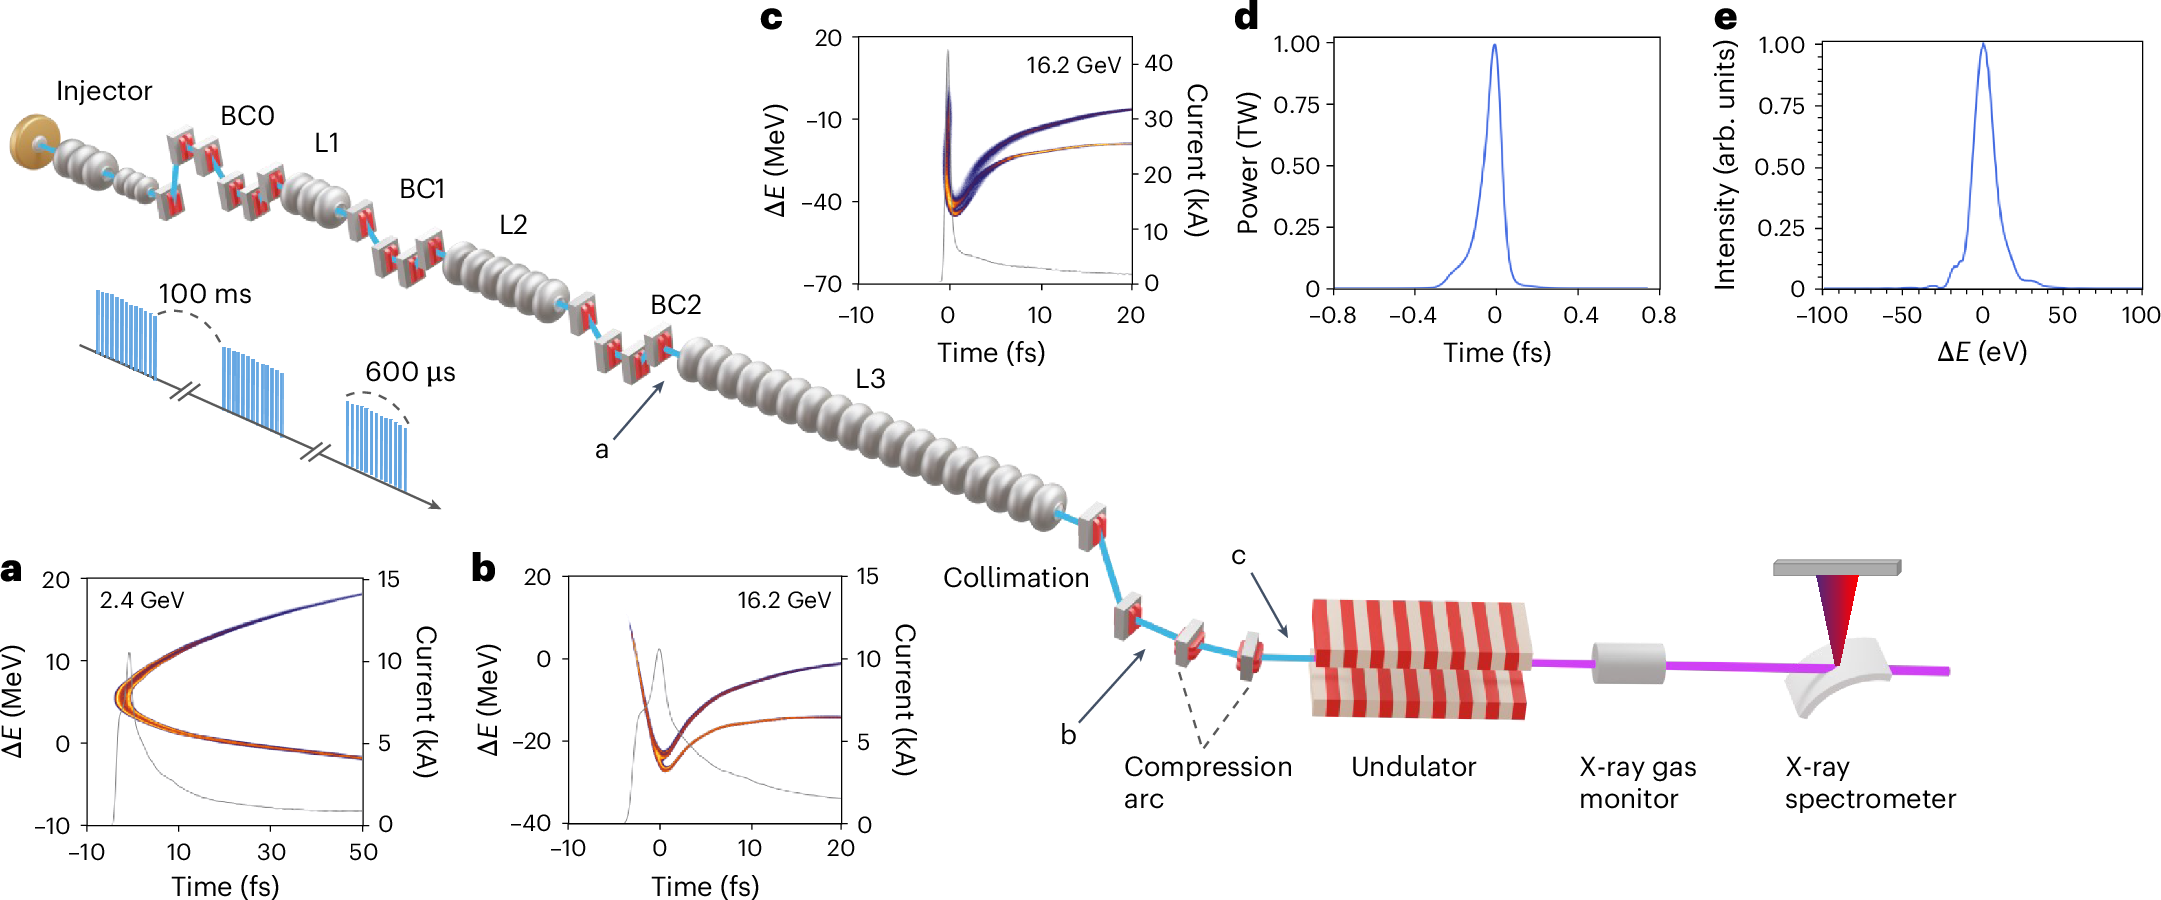 Injector
BC0
L1
BC1
L2
BC2
L3
100 ms
600 µs
a
Collimation
c
b
Compression
arc
Undulator
X-ray gas
monitor
X-ray
spectrometer
a
2.4 GeV
20
10
0
–10
ΔE (MeV)
15
10
5
0
Current (kA)
–10
10
30
50
Time (fs)
b
16.2 GeV
20
0
–20
–40
ΔE (MeV)
15
10
5
0
Current (kA)
–10
0
10
20
Time (fs)
c
16.2 GeV
20
–10
–40
–70
ΔE (MeV)
40
30
20
10
0
Current (kA)
–10
0
10
20
Time (fs)
d
1.00
0.75
0.50
0.25
0
Power (TW)
–0.8
–0.4
0
0.4
0.8
Time (fs)
e
1.00
0.75
0.50
0.25
0
Intensity (arb. units)
–100
–50
0
50
100
ΔE (eV)